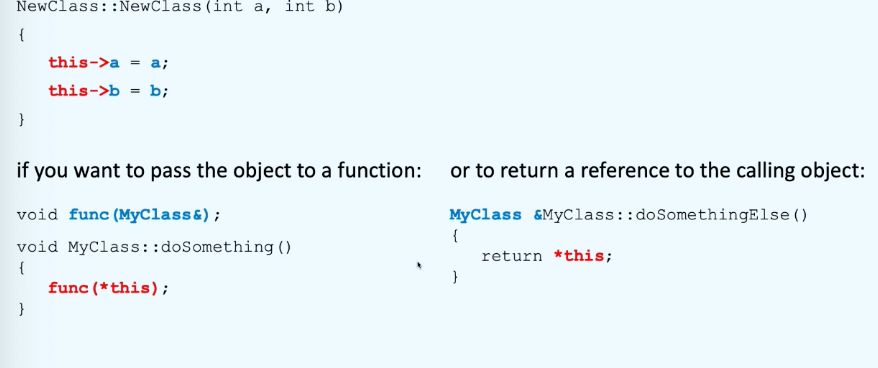 NewClass::NewClass(int a, int b)
{
this->a = a;
this->b = b;
}
if you want to pass the object to a function:
void func(MyClass&);
void MyClass::doSomething()
{
func(*this);
}
or to return a reference to the calling object:
MyClass &MyClass::doSomethingElse()
{
return *this;
}